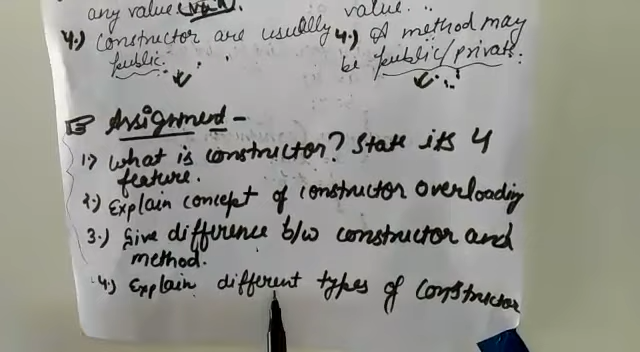 any value
value.
4.) Constructor are usually public.
4.) A method may be public/private.
Assignment -
1.) What is constructor? State its 4
feature.
2.) Explain concept of constructor overloading
3.) Give difference b/w constructor and
method.
4.) Explain different types of constructor